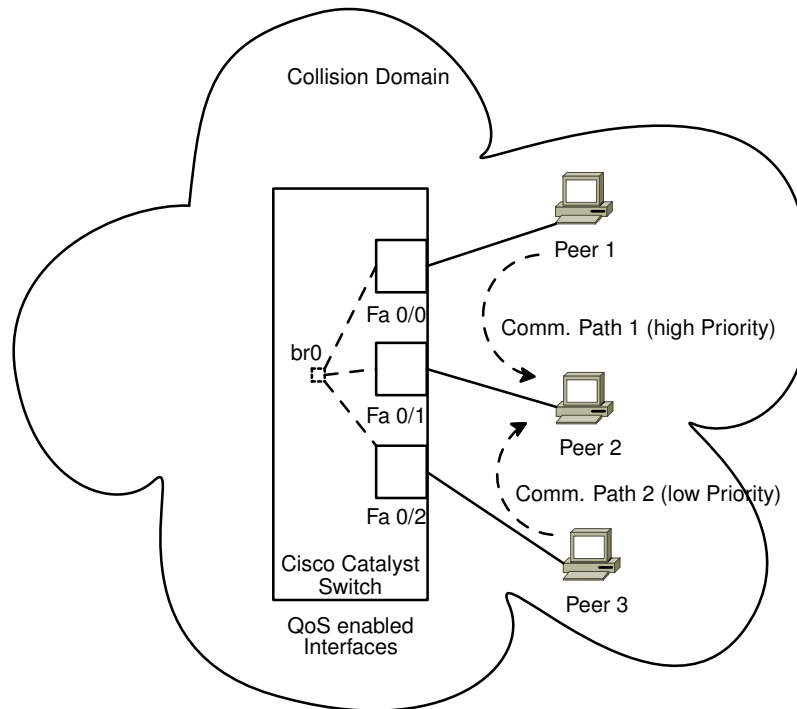 Collision Domain
Peer 1
Fa 0/0
Comm. Path 1 (high Priority)
br0
Fa 0/1
Peer 2
Comm. Path 2 (low Priority)
Fa 0/2
Cisco Catalyst
Switch
Peer 3
QoS enabled
Interfaces